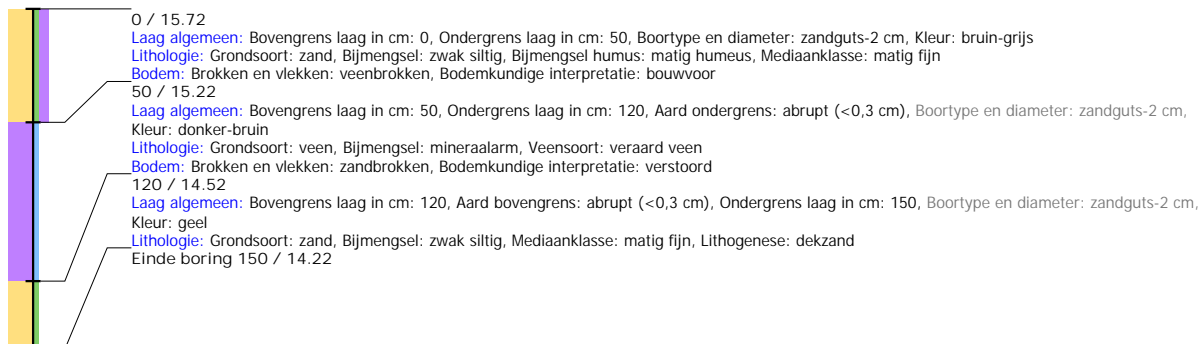 0 / 15.72
Laag algemeen: Bovengrens laag in cm: 0, Ondergrens laag in cm: 50, Boortype en diameter: zandguts-2 cm, Kleur: bruin-grijs
Lithologie: Grondsoort: zand, Bijmengsel: zwak siltig, Bijmengsel humus: matig humeus, Mediaanklasse: matig fijn
Bodem: Brokken en vlekken: veenbrokken, Bodemkundige interpretatie: bouwvoor
50 / 15.22
Laag algemeen: Bovengrens laag in cm: 50, Ondergrens laag in cm: 120, Aard ondergrens: abrupt (<0,3 cm), Boortype en diameter: zandguts-2 cm,
Kleur: donker-bruin
Lithologie: Grondsoort: veen, Bijmengsel: mineraalarm, Veensoort: veraard veen
Bodem: Brokken en vlekken: zandbrokken, Bodemkundige interpretatie: verstoord
120 / 14.52
Laag algemeen: Bovengrens laag in cm: 120, Aard bovengrens: abrupt (<0,3 cm), Ondergrens laag in cm: 150, Boortype en diameter: zandguts-2 cm,
Kleur: geel
Lithologie: Grondsoort: zand, Bijmengsel: zwak siltig, Mediaanklasse: matig fijn, Lithogenese: dekzand
Einde boring 150 / 14.22